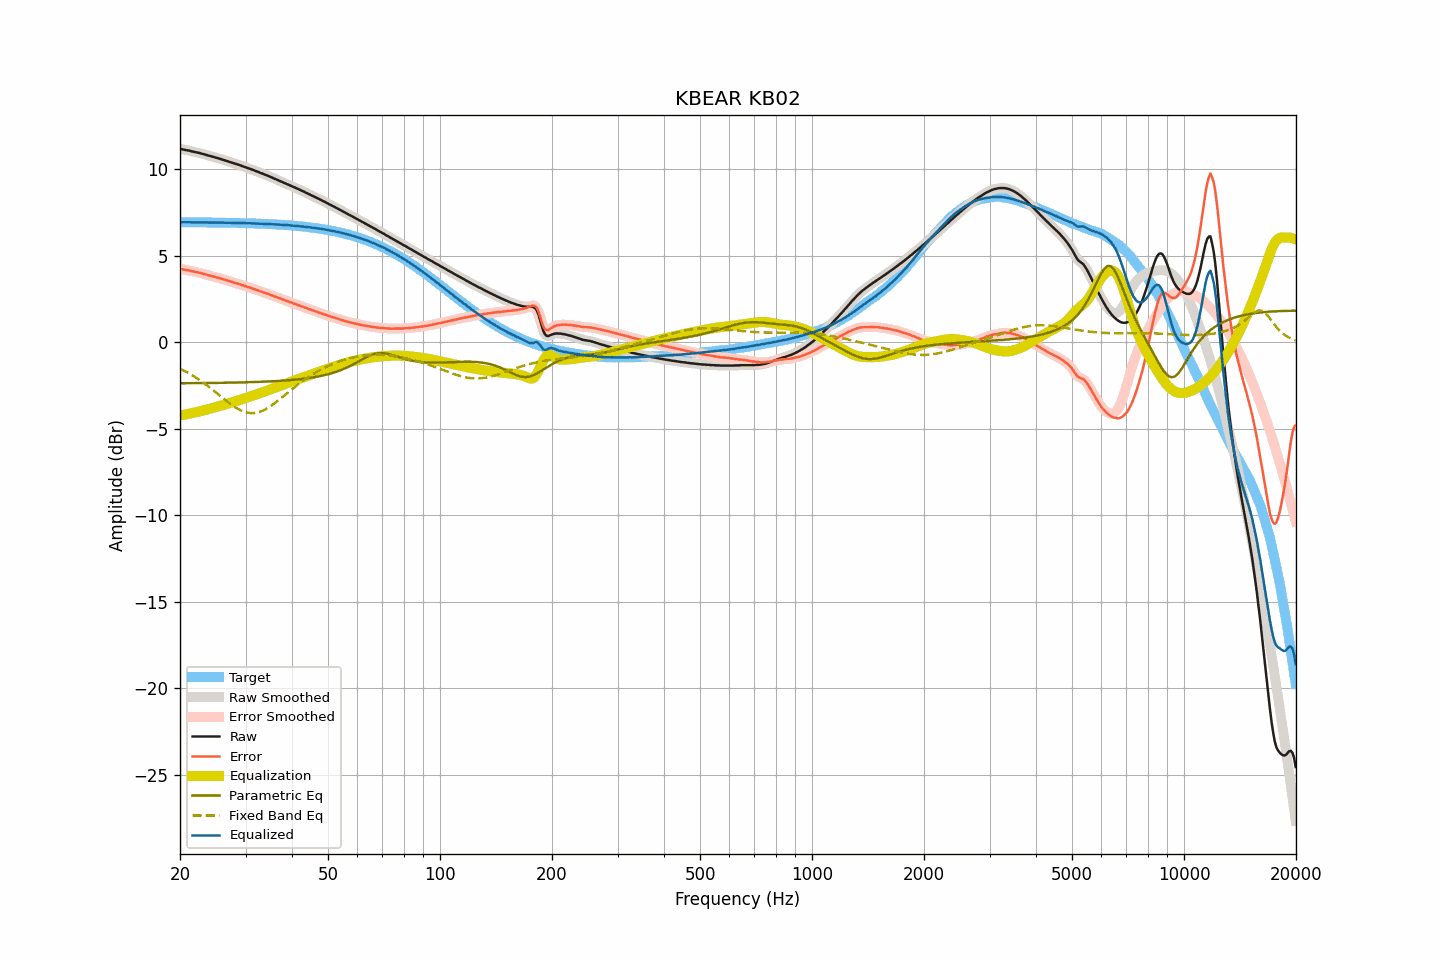 KBEAR KB02
Amplitude (dBr)
10
5
0
−5
−10
−15
−20
−25
Target
Raw Smoothed
Error Smoothed
Raw
Error
Equalization
Parametric Eq
Fixed Band Eq
Equalized
20 50 100 200 500 1000 2000 5000 10000 20000
Frequency (Hz)